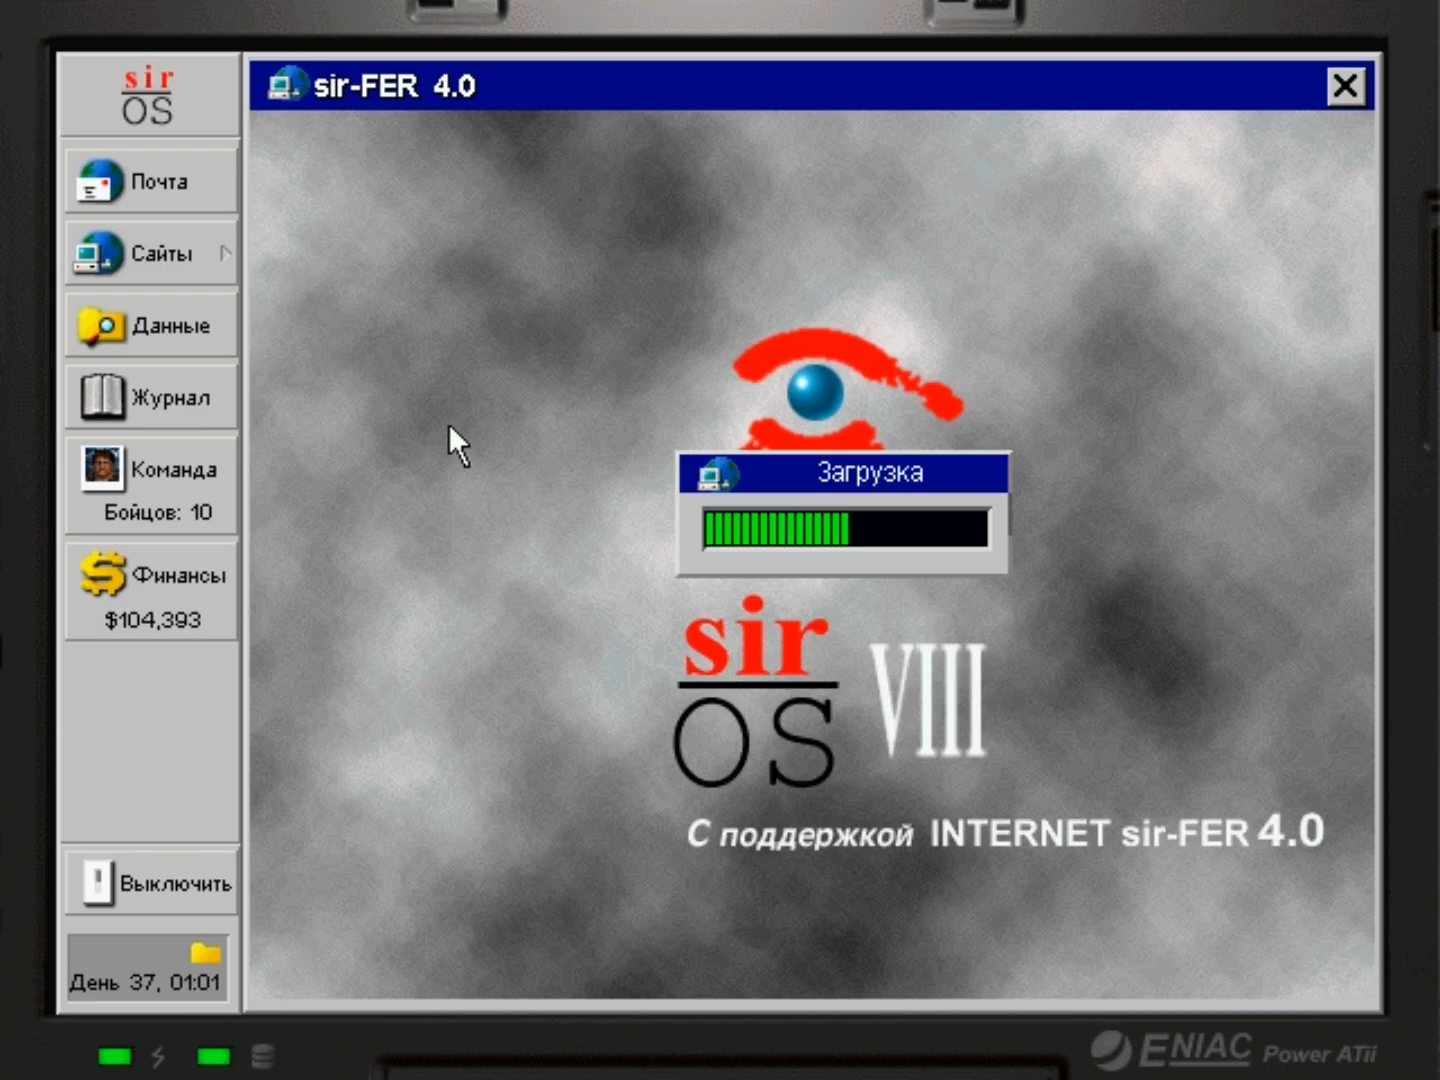 sir
OS
sir-FER 4.0
Почта
Сайты
Данные
Журнал
Команда
Бойцов: 10
Финансы
$104,393
Выключить
День 37, 01:01
Загрузка
sir
OS
VIII
С поддержкой INTERNET sir-FER 4.0
ENIAC Power ATii